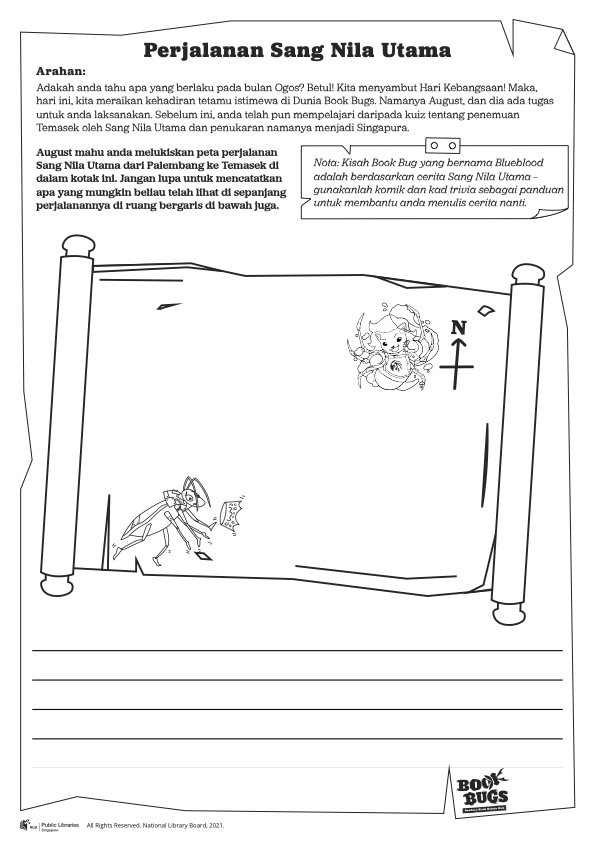 Perjalanan Sang Nila Utama
Arahan:
Adakah anda tahu apa yang berlaku pada bulan Ogos? Betul! Kita menyambut Hari Kebangsaan! Maka,
hari ini, kita meraikan kehadiran tetamu istimewa di Dunia Book Bugs. Namanya August, dan dia ada tugas
untuk anda laksanakan. Sebelum ini, anda telah pun mempelajari daripada kuiz tentang penemuan
Temasek oleh Sang Nila Utama dan penukaran namanya menjadi Singapura.
August mahu anda melukiskan peta perjalanan
Sang Nila Utama dari Palembang ke Temasek di
dalam kotak ini. Jangan lupa untuk mencatatkan
apa yang mungkin beliau telah lihat di sepanjang
perjalanannya di ruang bergaris di bawah juga.
Nota: Kisah Book Bug yang bernama Blueblood
adalah berdasarkan cerita Sang Nila Utama -
gunakanlah komik dan kad trivia sebagai panduan
untuk membantu anda menulis cerita nanti.
N
BOOK
BUGS
NLB Public Libraries
Singapore
All Rights Reserved. National Library Board, 2021.